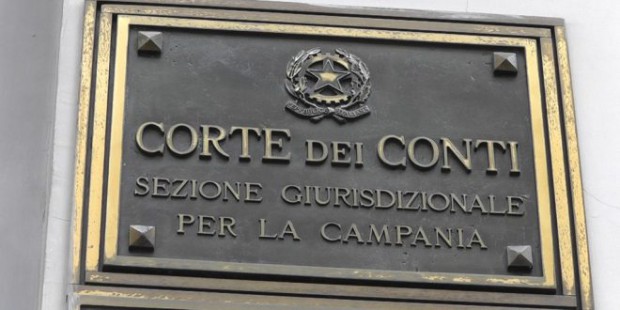 CORTE DEI CONTI
SEZIONE GIURISDIZIONALE
PER LA CAMPANIA